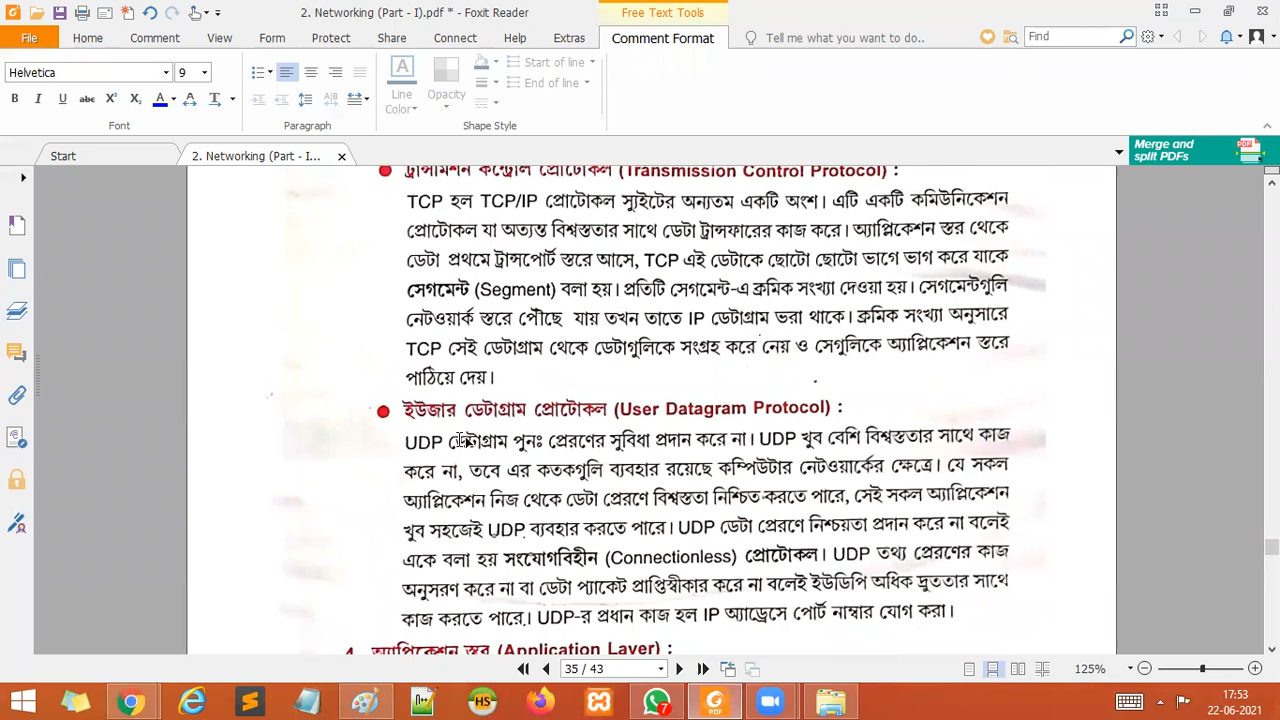 2. Networking (Part - I).pdf * - Foxit Reader
Free Text Tools
File Home Comment View Form Protect Share Connect Help Extras Comment Format Tell me what you want to do.. Find
Helvetica 9
Line Color Opacity Start of line End of line
Font Paragraph Shape Style
Start 2. Networking (Part - I... Merge and split PDFs
ট্রান্সমিশন কন্ট্রোল প্রোটোকল (Transmission Control Protocol) :
TCP হল TCP/IP প্রোটোকল স্যুইটের অন্যতম একটি অংশ। এটি একটি কমিউনিকেশন
প্রোটোকল যা অত্যন্ত বিশ্বস্ততার সাথে ডেটা ট্রান্সফারের কাজ করে। অ্যাপ্লিকেশন স্তর থেকে
ডেটা প্রথমে ট্রান্সপোর্ট স্তরে আসে, TCP এই ডেটাকে ছোটো ছোটো ভাগে ভাগ করে যাকে
সেগমেন্ট (Segment) বলা হয়। প্রতিটি সেগমেন্ট-এ ক্রমিক সংখ্যা দেওয়া হয়। সেগমেন্টগুলি
নেটওয়ার্ক স্তরে পৌঁছে যায় তখন তাতে IP ডেটাগ্রাম ভরা থাকে। ক্রমিক সংখ্যা অনুসারে
TCP সেই ডেটাগ্রাম থেকে ডেটাগুলিকে সংগ্রহ করে নেয় ও সেগুলিকে অ্যাপ্লিকেশন স্তরে
পাঠিয়ে দেয়।
ইউজার ডেটাগ্রাম প্রোটোকল (User Datagram Protocol) :
UDP ডেটাগ্রাম পুনঃ প্রেরণের সুবিধা প্রদান করে না। UDP খুব বেশি বিশ্বস্ততার সাথে কাজ
করে না, তবে এর কতকগুলি ব্যবহার রয়েছে কম্পিউটার নেটওয়ার্কের ক্ষেত্রে। যে সকল
অ্যাপ্লিকেশন নিজ থেকে ডেটা প্রেরণে বিশ্বস্ততা নিশ্চিত করতে পারে, সেই সকল অ্যাপ্লিকেশন
খুব সহজেই UDP ব্যবহার করতে পারে। UDP ডেটা প্রেরণে নিশ্চয়তা প্রদান করে না বলেই
একে বলা হয় সংযোগবিহীন (Connectionless) প্রোটোকল। UDP তথ্য প্রেরণের কাজ
অনুসরণ করে না বা ডেটা প্যাকেট প্রাপ্তিস্বীকার করে না বলেই ইউডিপি অধিক দ্রুততার সাথে
কাজ করতে পারে। UDP-র প্রধান কাজ হল IP অ্যাড্রেসে পোর্ট নাম্বার যোগ করা।
4. অ্যাপ্লিকেশন স্তর (Application Layer) :
35 / 43 125%
17:53
22-06-2021